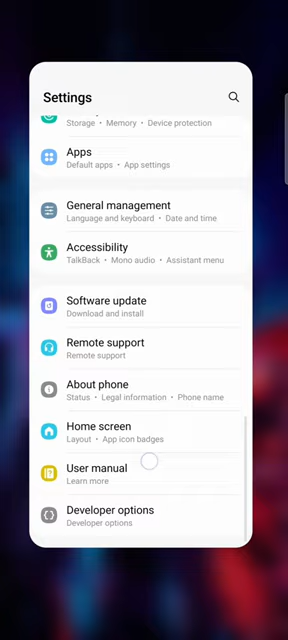 Settings
Storage • Memory • Device protection
Apps
Default apps • App settings
General management
Language and keyboard • Date and time
Accessibility
TalkBack • Mono audio • Assistant menu
Software update
Download and install
Remote support
Remote support
About phone
Status • Legal information • Phone name
Home screen
Layout • App icon badges
User manual
Learn more
Developer options
Developer options